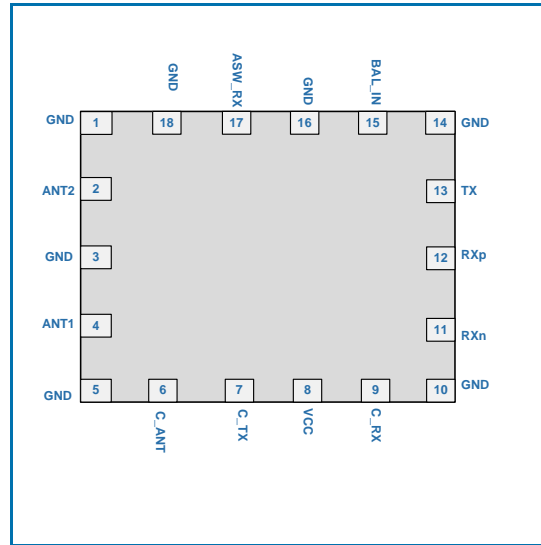 GND
ASW_RX
GND
BAL_IN
GND 1 18 17 16 15 14 GND
ANT2 2 13 TX
GND 3 12 RXp
ANT1 4 11 RXn
GND 5 6 7 8 9 10 GND
C_ANT
C_TX
VCC
C_RX